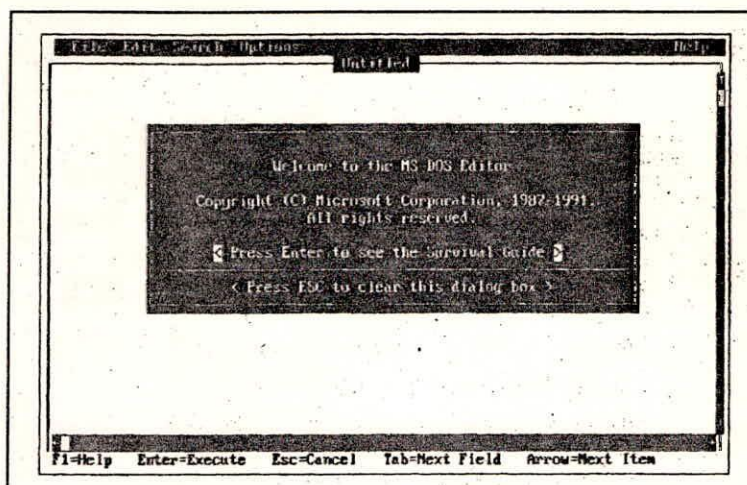 File Edit Search Options Help
Untitled
Welcome to the MS-DOS Editor
Copyright (C) Microsoft Corporation, 1987-1991.
All rights reserved.
< Press Enter to see the Survival Guide >
< Press ESC to clear this dialog box >
F1=Help Enter=Execute Esc=Cancel Tab=Next Field Arrow=Next Item